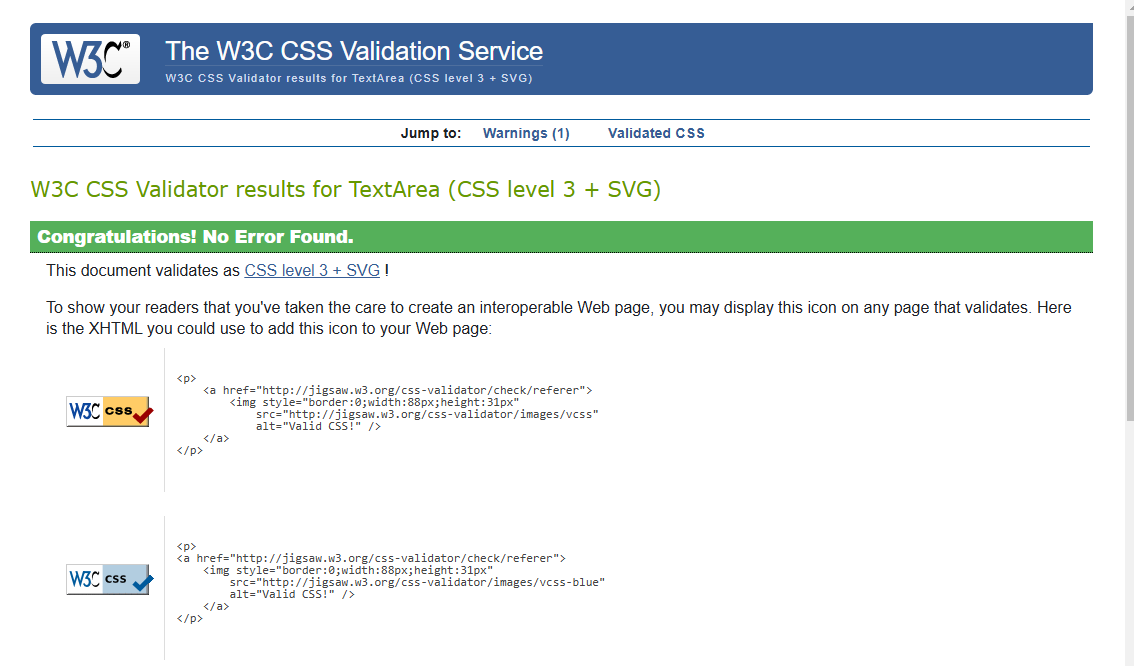 W3C®
The W3C CSS Validation Service
W3C CSS Validator results for TextArea (CSS level 3 + SVG)
Jump to: Warnings (1) Validated CSS
W3C CSS Validator results for TextArea (CSS level 3 + SVG)
Congratulations! No Error Found.
This document validates as CSS level 3 + SVG !
To show your readers that you've taken the care to create an interoperable Web page, you may display this icon on any page that validates. Here
is the XHTML you could use to add this icon to your Web page:
W3C css
<p>
    <a href="http://jigsaw.w3.org/css-validator/check/referer">
        <img style="border:0;width:88px;height:31px"
            src="http://jigsaw.w3.org/css-validator/images/vcss"
            alt="Valid CSS!" />
    </a>
</p>
W3C css
<p>
<a href="http://jigsaw.w3.org/css-validator/check/referer">
    <img style="border:0;width:88px;height:31px"
        src="http://jigsaw.w3.org/css-validator/images/vcss-blue"
        alt="Valid CSS!" />
    </a>
</p>